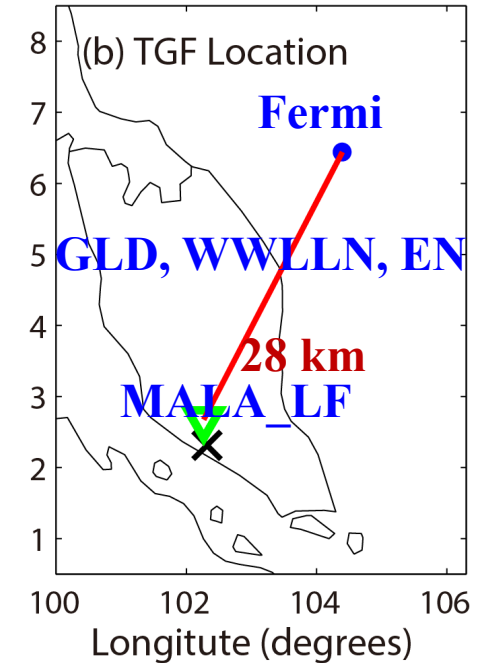 8
(b) TGF Location
7
Fermi
6
5
GLD, WWLLN, EN
4
28 km
3
MALA_LF
2
1
100 102 104 106
Longitute (degrees)